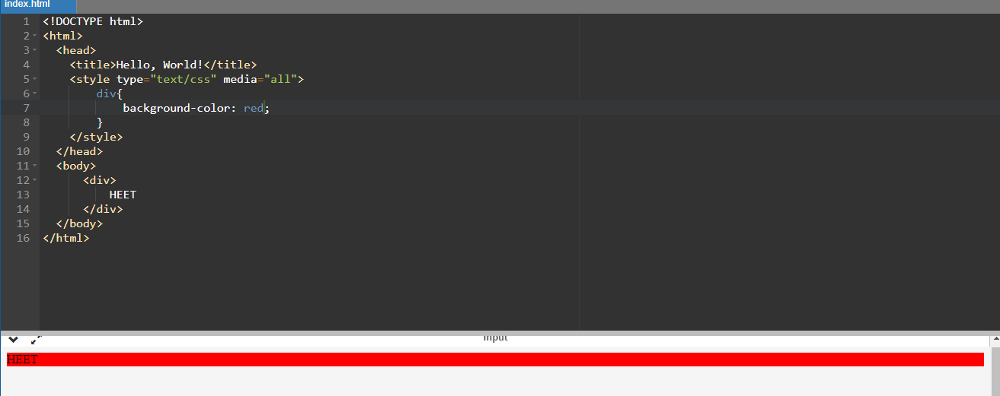 index.html
1 <!DOCTYPE html>
2 <html>
3 <head>
4 <title>Hello, World!</title>
5 <style type="text/css" media="all">
6 div{
7 background-color: red;
8 }
9 </style>
10 </head>
11 <body>
12 <div>
13 HEET
14 </div>
15 </body>
16 </html>
input
HEET